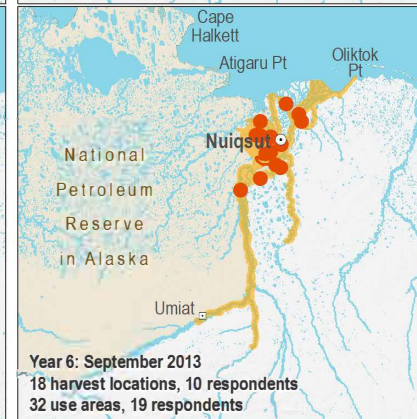 Cape
Halkett
Atigaru Pt
Oliktok
Pt
Nuiqsut
National
Petroleum
Reserve
in Alaska
Umiat
Year 6: September 2013
18 harvest locations, 10 respondents
32 use areas, 19 respondents